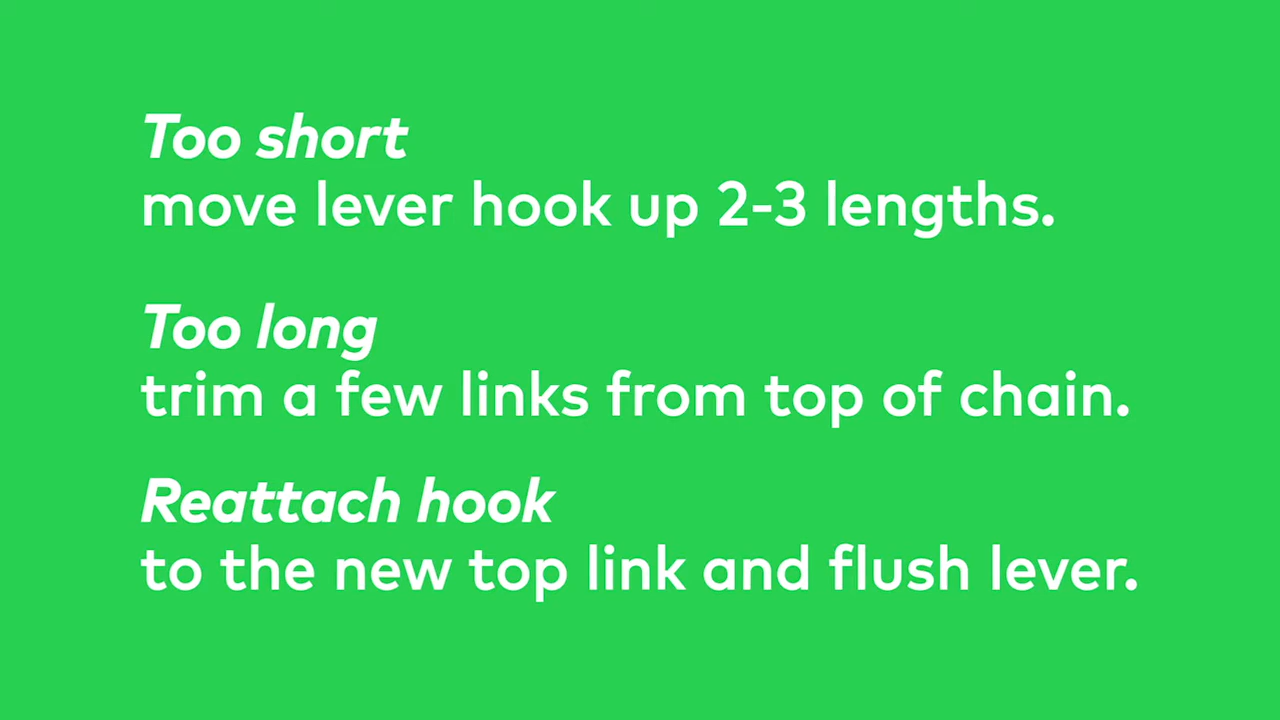 Too short
move lever hook up 2-3 lengths.
Too long
trim a few links from top of chain.
Reattach hook
to the new top link and flush lever.